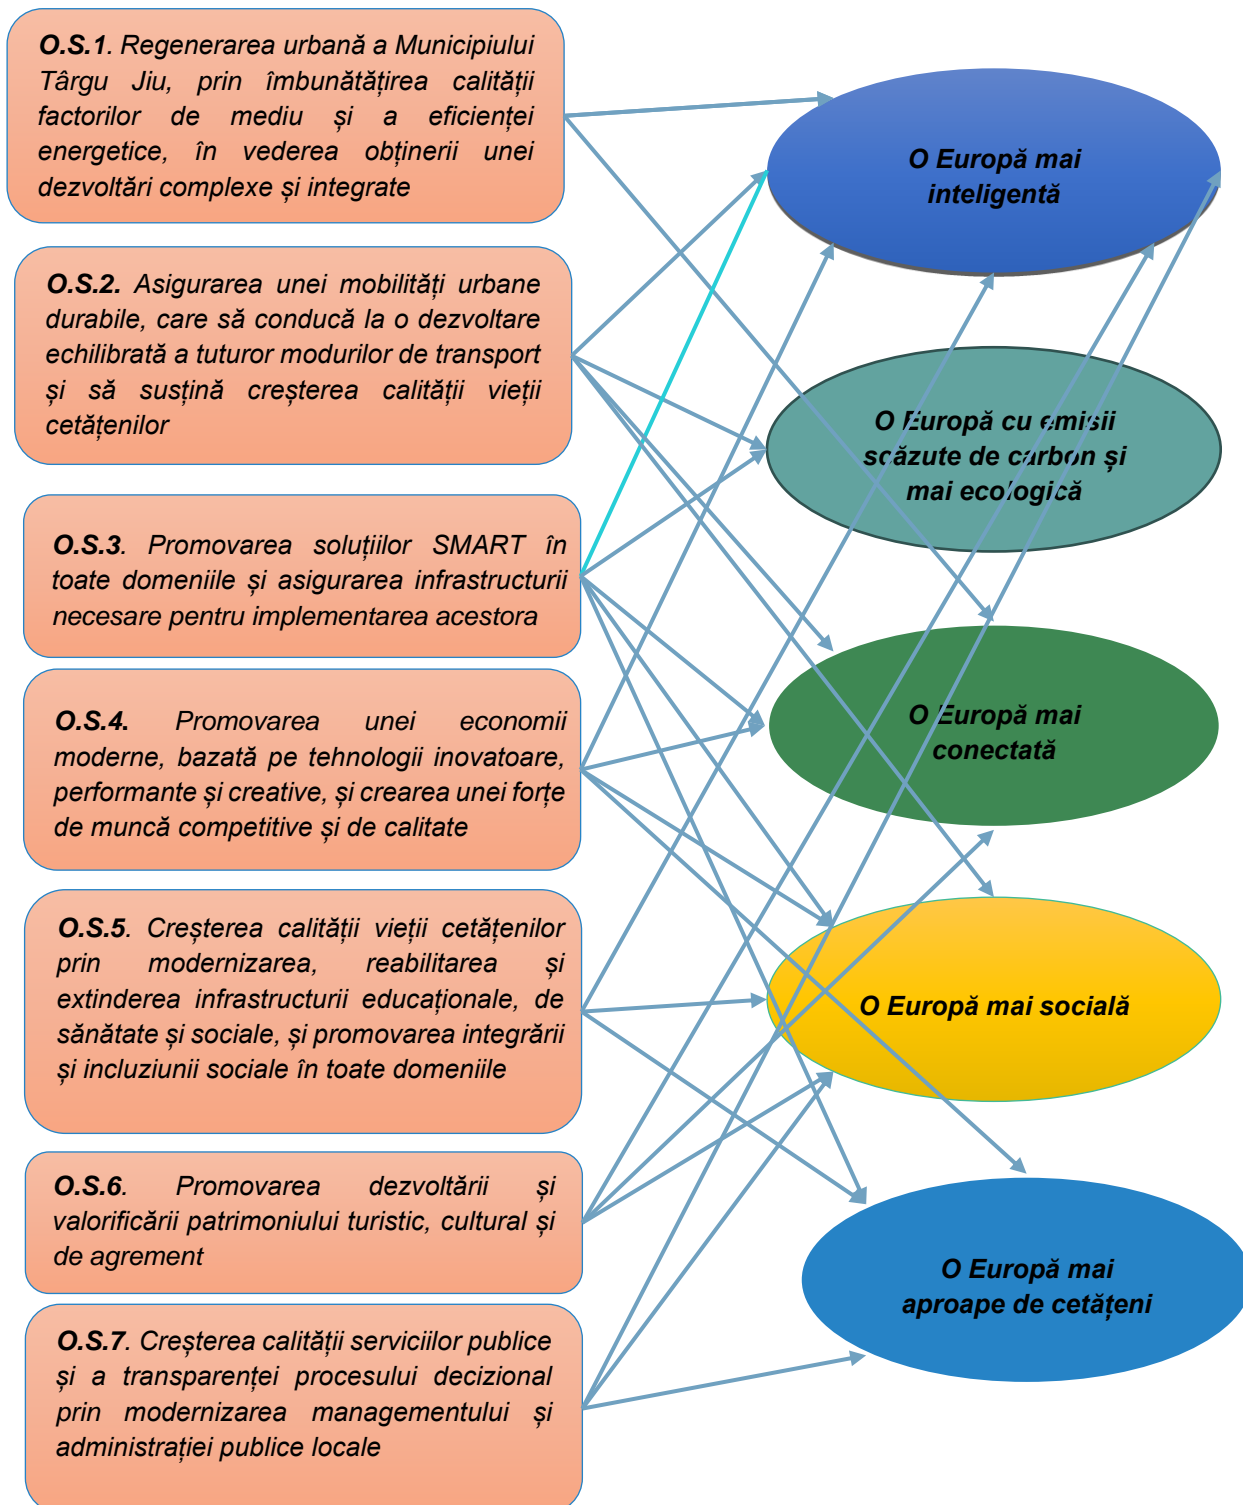 O.S.1. Regenerarea urbană a Municipiului
Târgu Jiu, prin îmbunătățirea calității
factorilor de mediu și a eficienței
energetice, în vederea obținerii unei
dezvoltări complexe și integrate
O.S.2. Asigurarea unei mobilități urbane
durabile, care să conducă la o dezvoltare
echilibrată a tuturor modurilor de transport
și să susțină creșterea calității vieții
cetățenilor
O.S.3. Promovarea soluțiilor SMART în
toate domeniile și asigurarea infrastructurii
necesare pentru implementarea acestora
O.S.4. Promovarea unei economii
moderne, bazată pe tehnologii inovatoare,
performante și creative, și crearea unei forțe
de muncă competitive și de calitate
O.S.5. Creșterea calității vieții cetățenilor
prin modernizarea, reabilitarea și
extinderea infrastructurii educaționale, de
sănătate și sociale, și promovarea integrării
și incluziunii sociale în toate domeniile
O.S.6. Promovarea dezvoltării și
valorificării patrimoniului turistic, cultural și
de agrement
O.S.7. Creșterea calității serviciilor publice
și a transparenței procesului decizional
prin modernizarea managementului și
administrației publice locale
O Europă mai
inteligentă
O Europă cu emisii
scăzute de carbon și
mai ecologică
O Europă mai
conectată
O Europă mai socială
O Europă mai
aproape de cetățeni